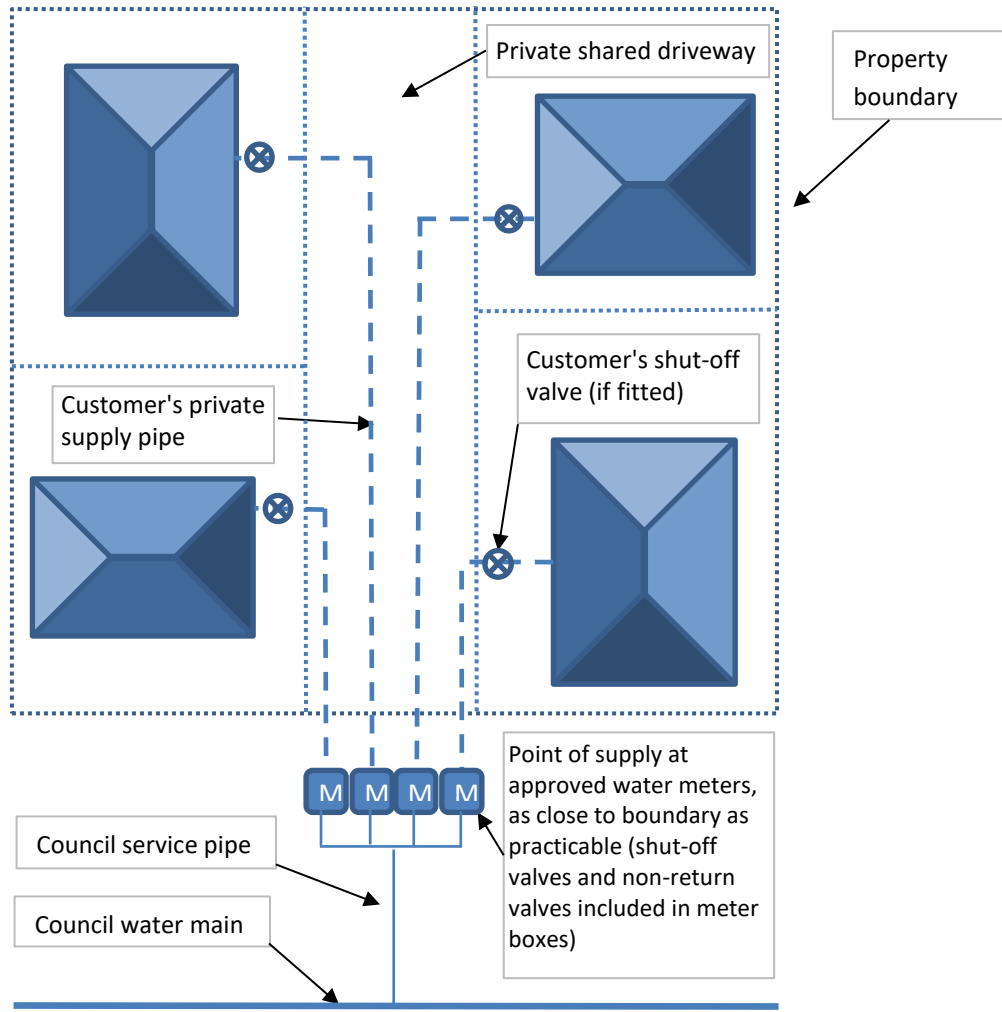 Private shared driveway
Property
boundary
Customer's shut-off
valve (if fitted)
Customer's private
supply pipe
M
M
M
M
Point of supply at
approved water meters,
as close to boundary as
practicable (shut-off
valves and non-return
valves included in meter
boxes)
Council service pipe
Council water main